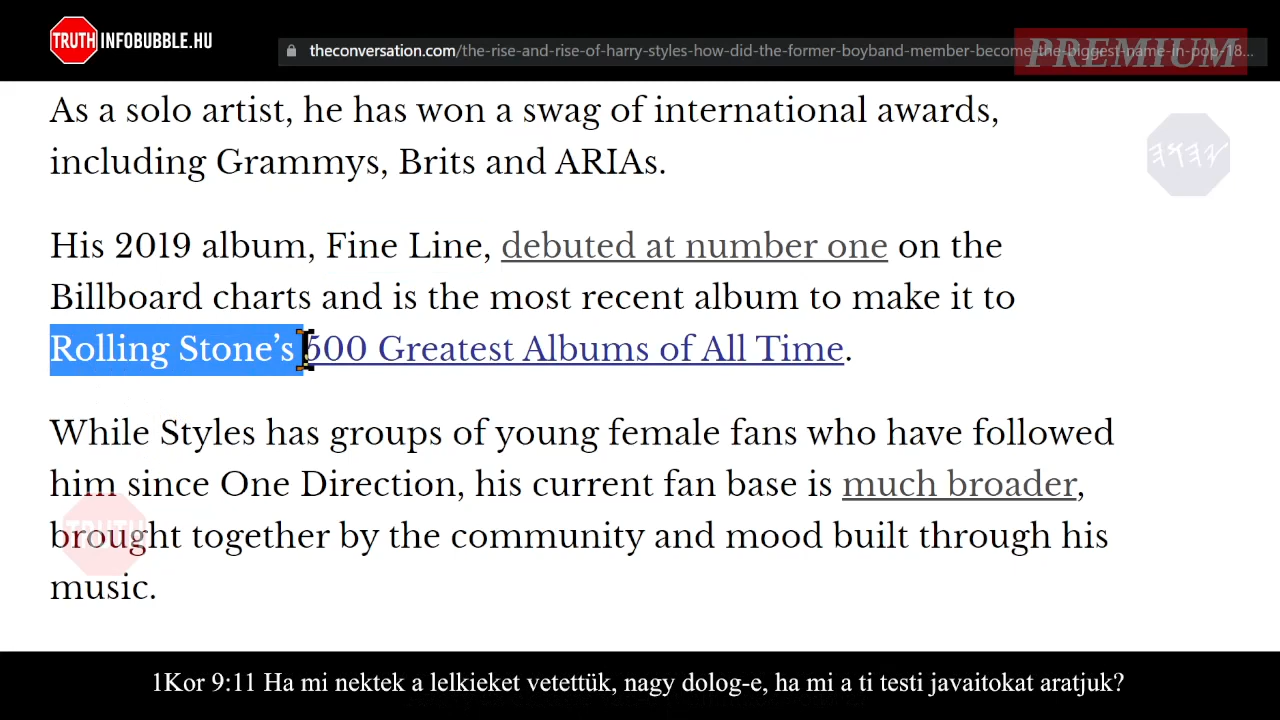 TRUTH INFOBUBBLE.HU
theconversation.com/the-rise-and-rise-of-harry-styles-how-did-the-former-boyband-member-become-the-biggest-name-in-pop-18...
PREMIUM
As a solo artist, he has won a swag of international awards,
including Grammys, Brits and ARIAs.
His 2019 album, Fine Line, debuted at number one on the
Billboard charts and is the most recent album to make it to
Rolling Stone’s 500 Greatest Albums of All Time.
While Styles has groups of young female fans who have followed
him since One Direction, his current fan base is much broader,
brought together by the community and mood built through his
music.
TRUTH
1Kor 9:11 Ha mi nektek a lelkieket vetettük, nagy dolog-e, ha mi a ti testi javaitokat aratjuk?